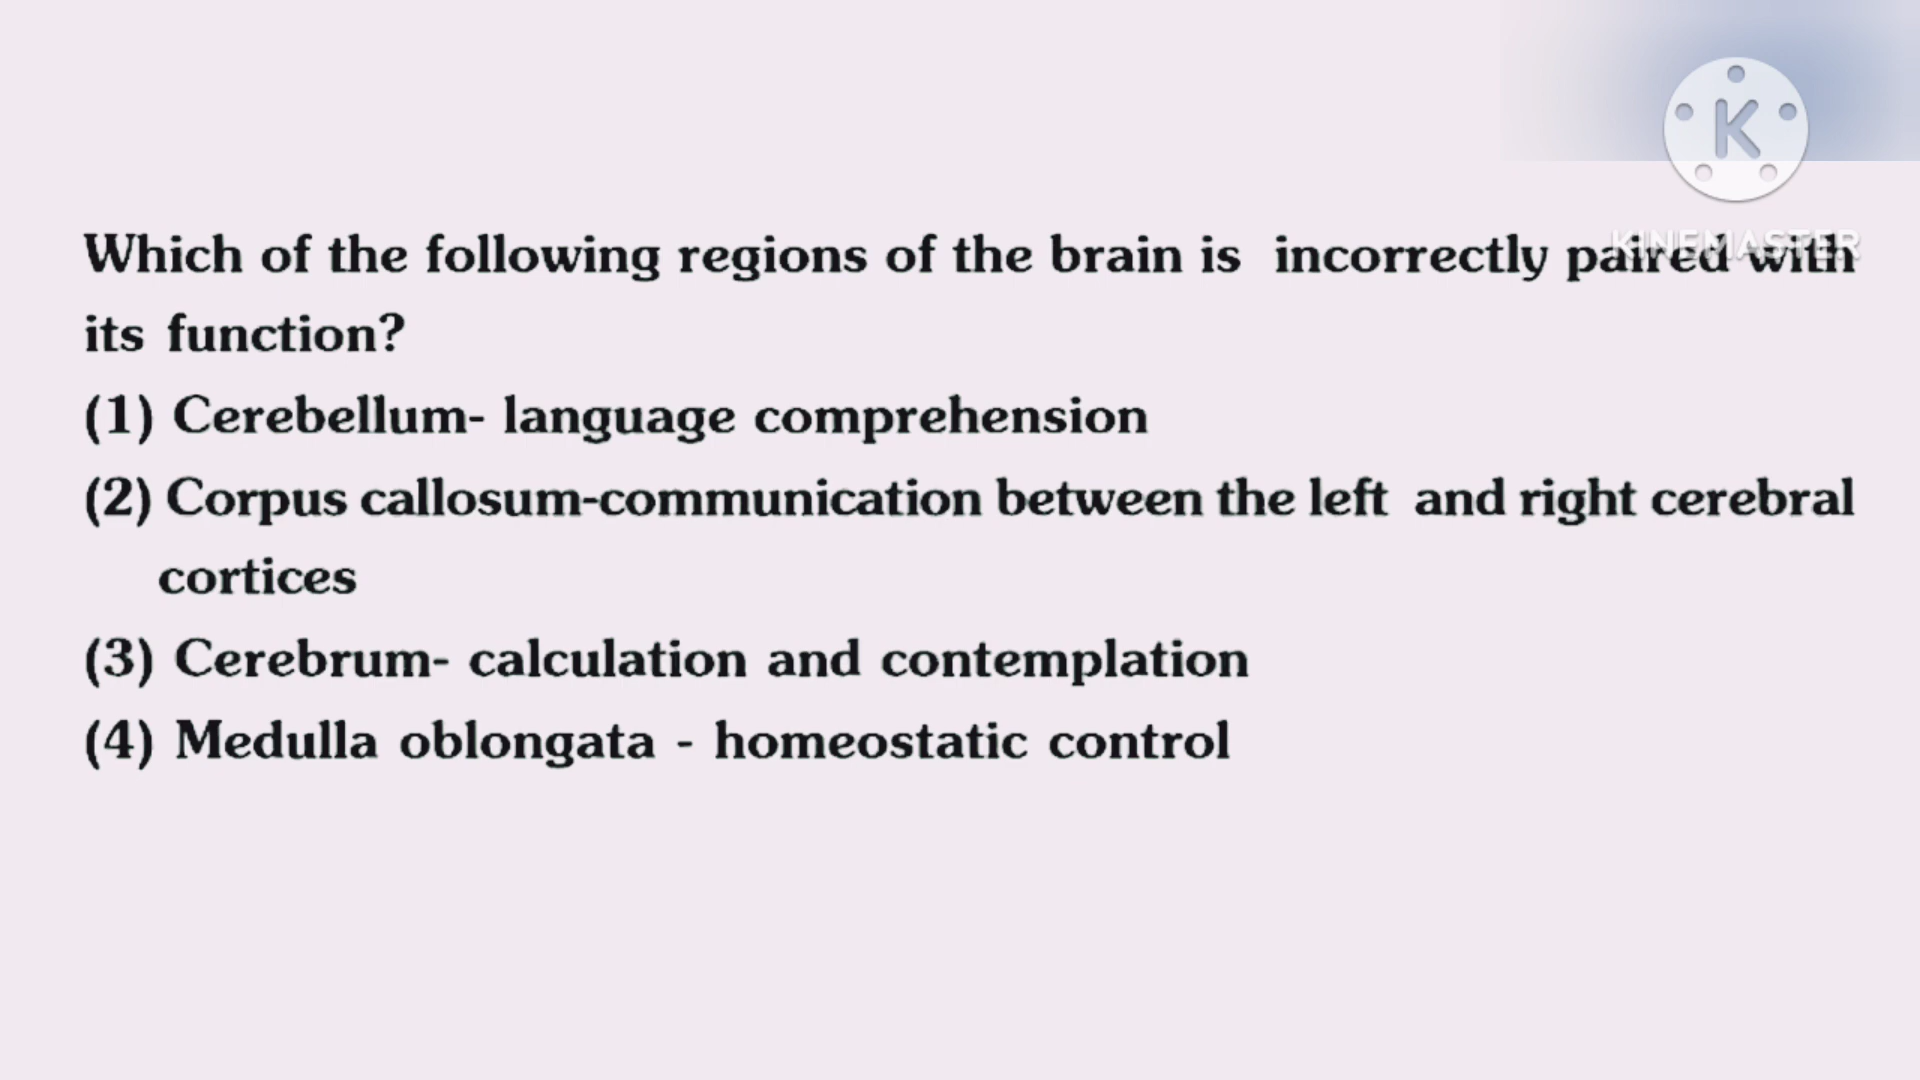 K
KINEMASTER
Which of the following regions of the brain is incorrectly paired with
its function?
(1) Cerebellum- language comprehension
(2) Corpus callosum-communication between the left and right cerebral
cortices
(3) Cerebrum- calculation and contemplation
(4) Medulla oblongata - homeostatic control